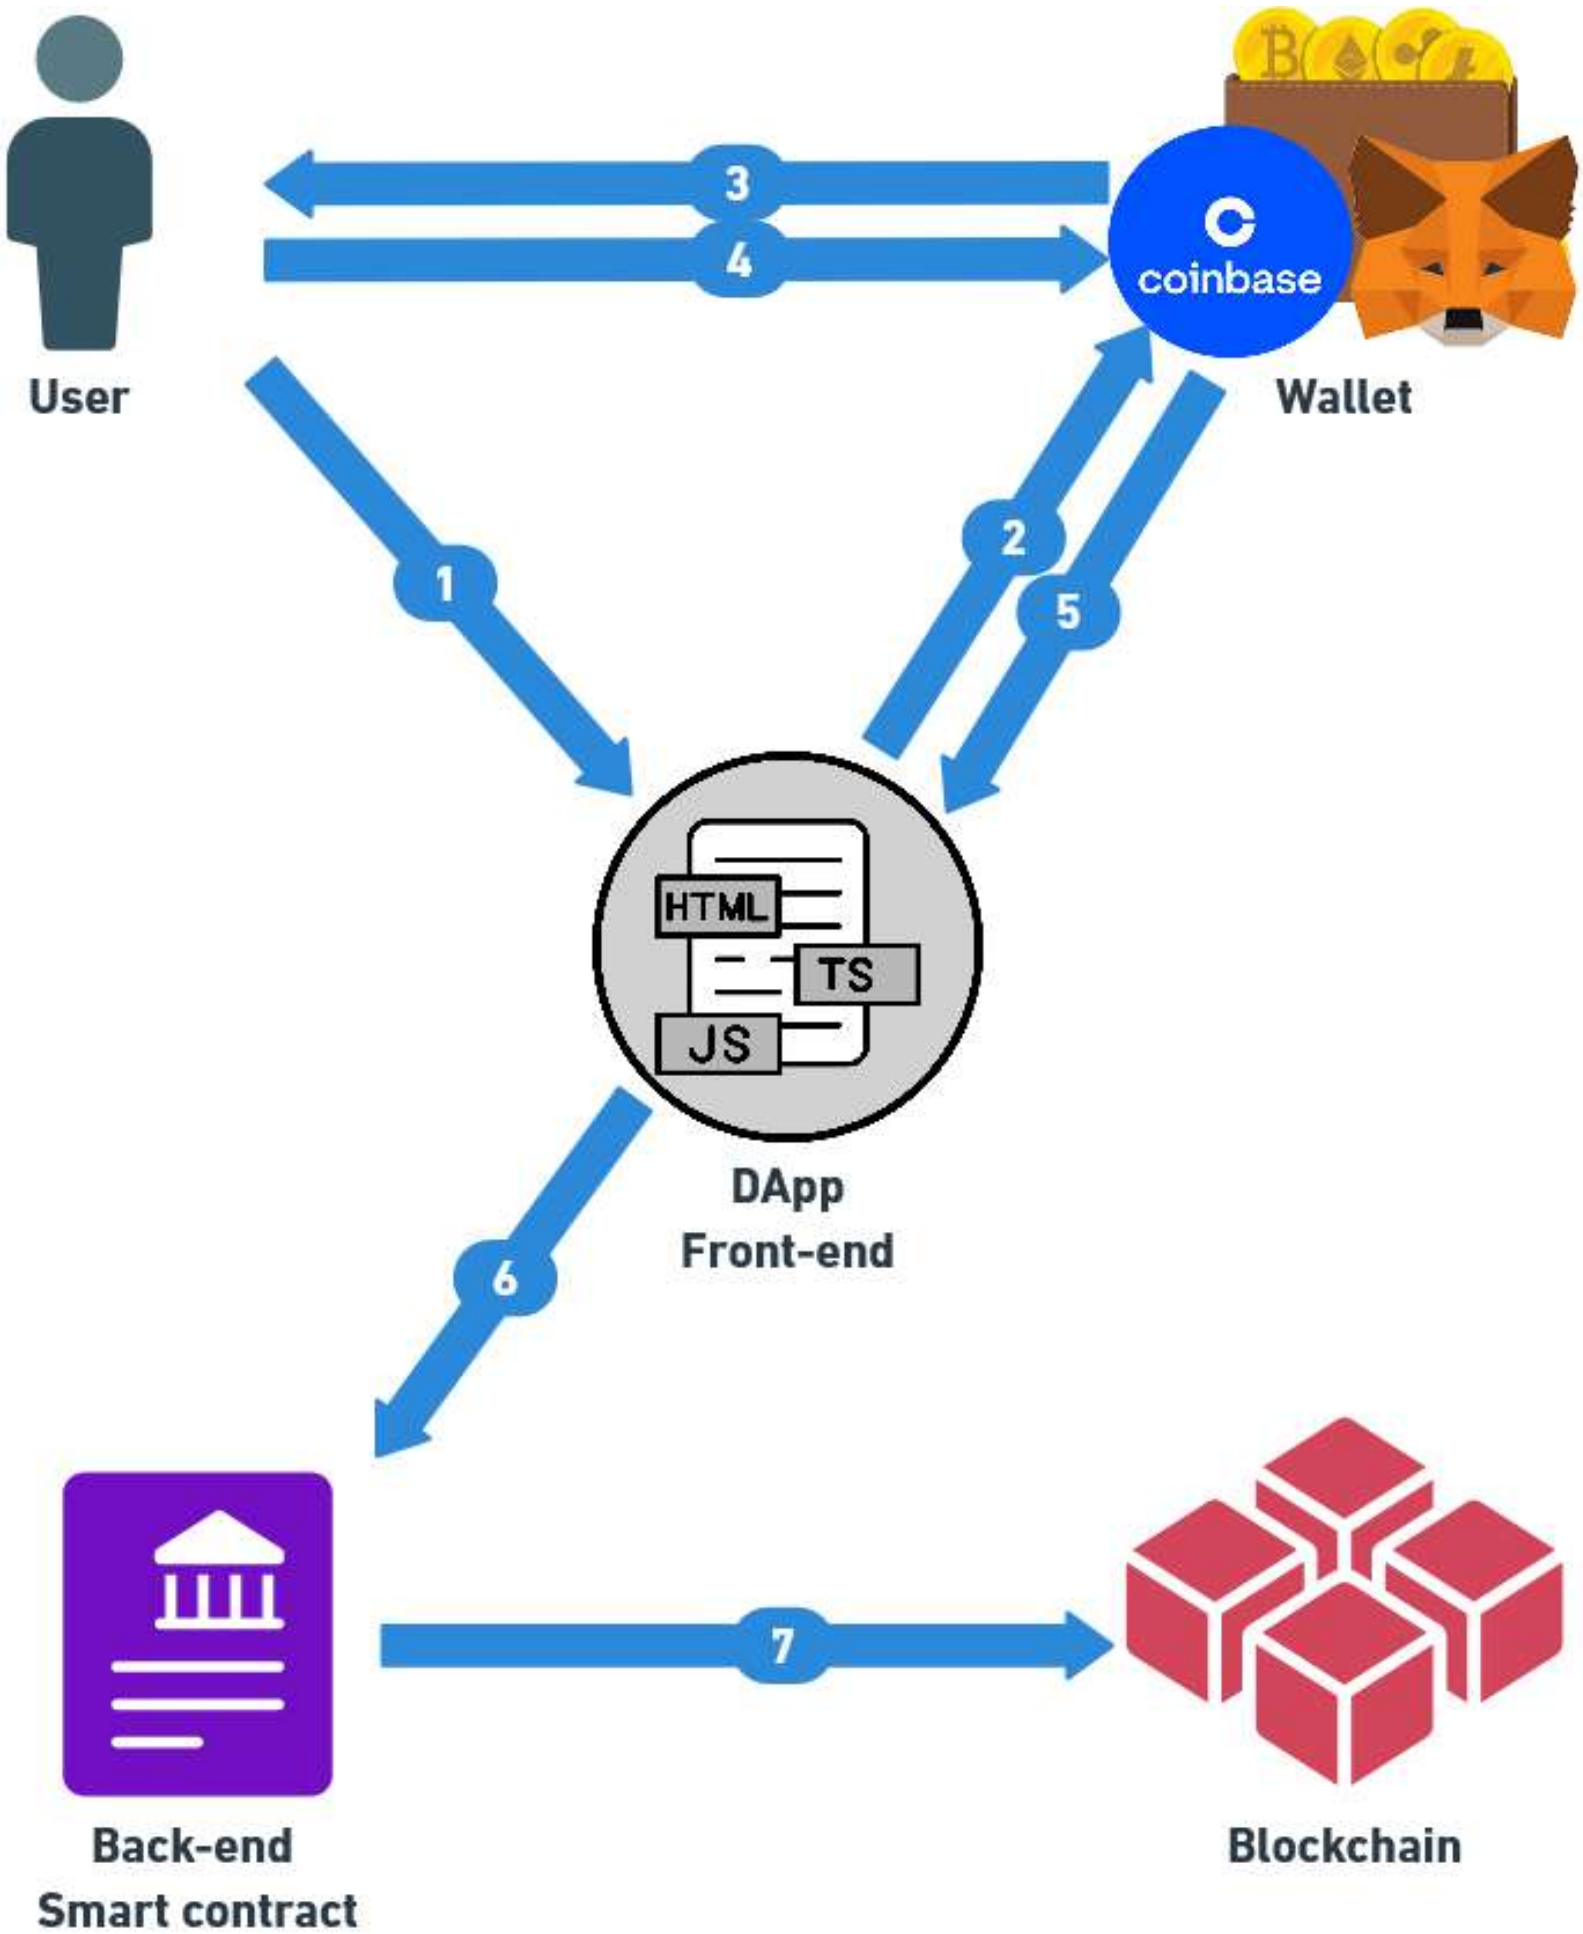 3
4
coinbase
User
Wallet
2
1
5
HTML
TS
JS
DApp
Front-end
6
7
Back-end
Smart contract
Blockchain